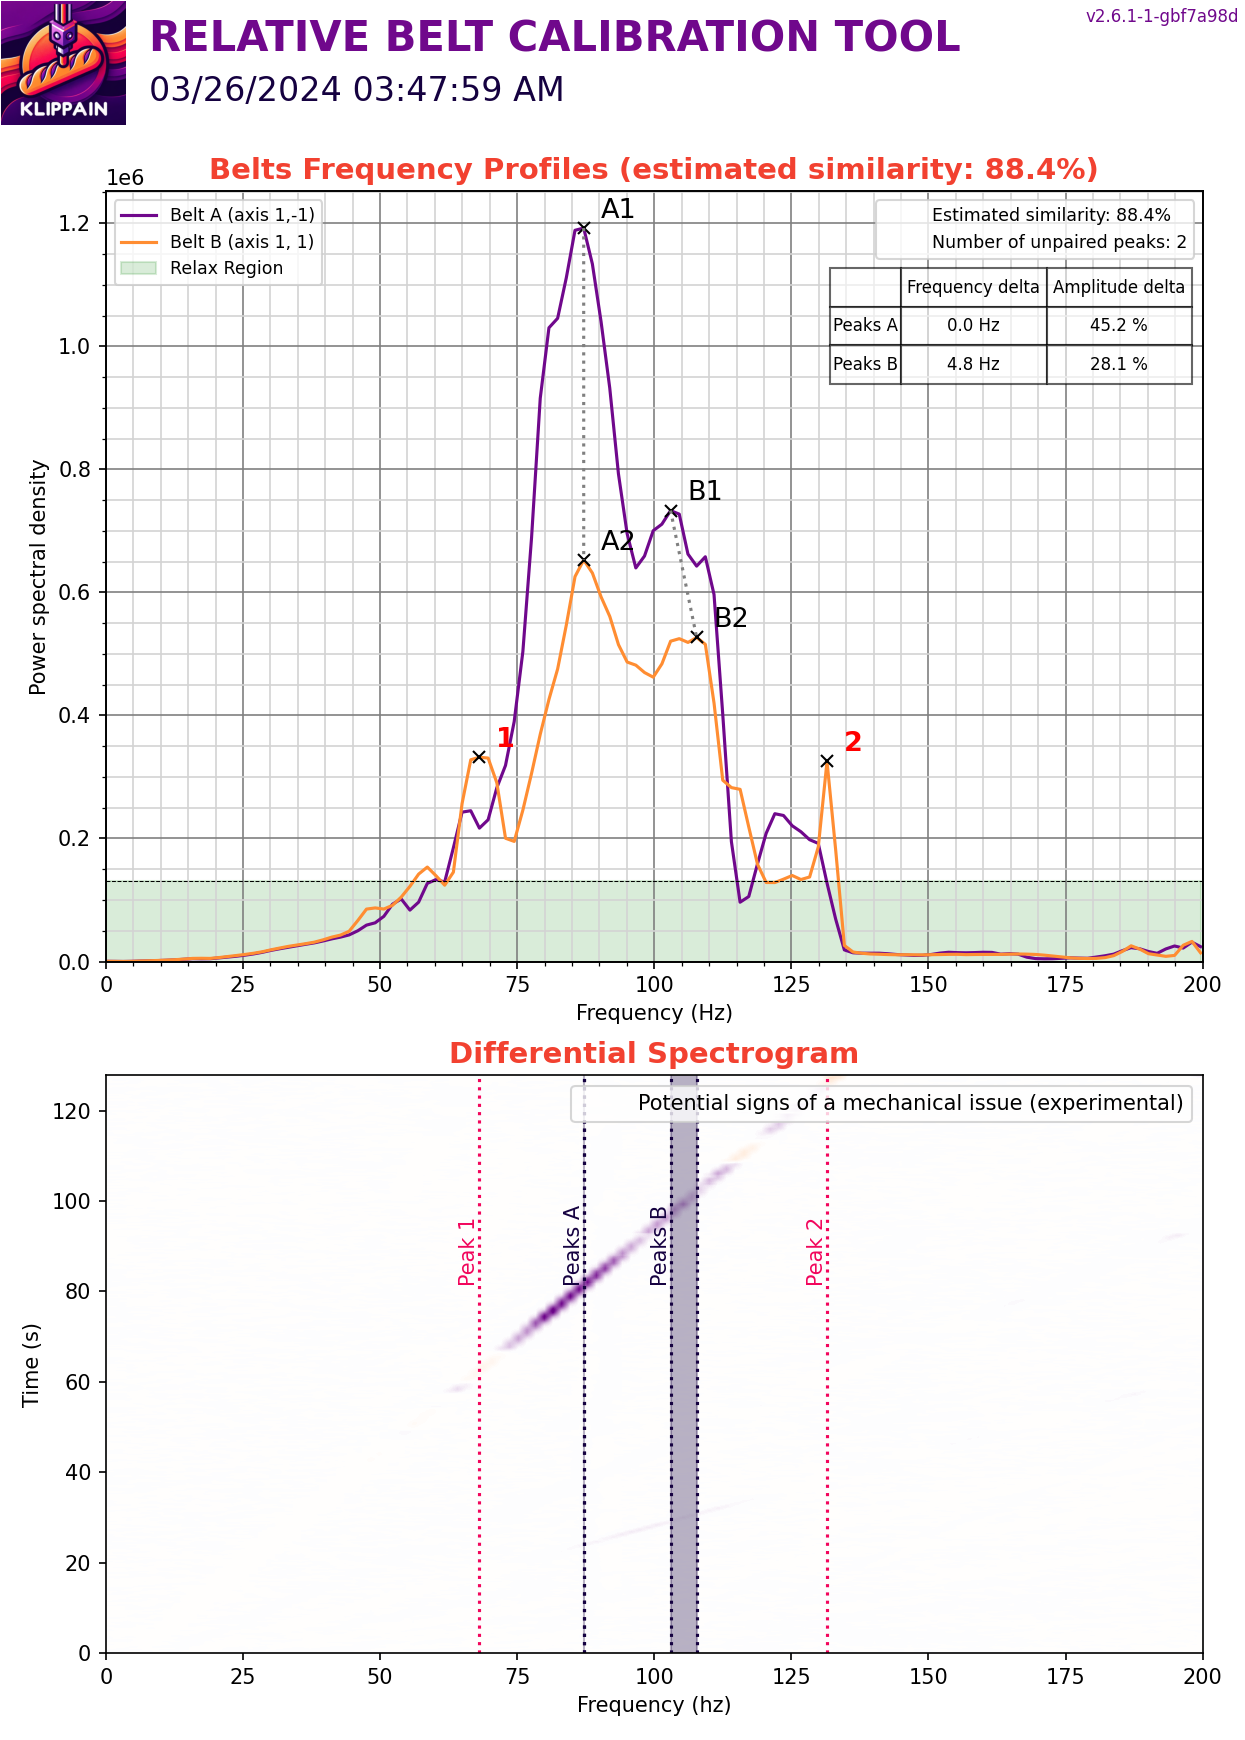 KLIPPAIN
RELATIVE BELT CALIBRATION TOOL
v2.6.1-1-gbf7a98d
03/26/2024 03:47:59 AM
Belts Frequency Profiles (estimated similarity: 88.4%)
1e6
Belt A (axis 1,-1)
Belt B (axis 1, 1)
Relax Region
Estimated similarity: 88.4%
Number of unpaired peaks: 2
Frequency delta Amplitude delta
Peaks A 0.0 Hz 45.2 %
Peaks B 4.8 Hz 28.1 %
A1
A2
B1
B2
1
2
Power spectral density
1.2
1.0
0.8
0.6
0.4
0.2
0.0
0 25 50 75 100 125 150 175 200
Frequency (Hz)
Differential Spectrogram
Potential signs of a mechanical issue (experimental)
Peak 1
Peaks A
Peaks B
Peak 2
Time (s)
120
100
80
60
40
20
0
0 25 50 75 100 125 150 175 200
Frequency (hz)